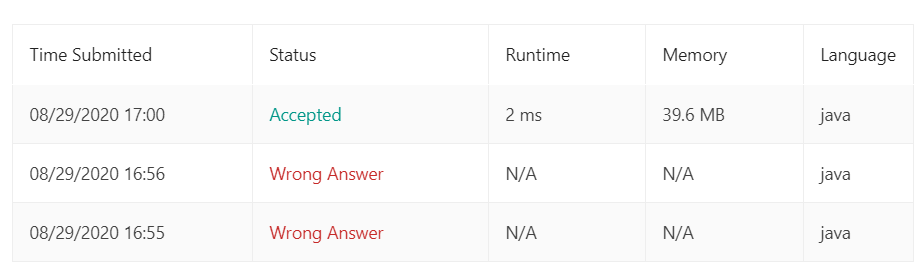 Time Submitted Status Runtime Memory Language
08/29/2020 17:00 Accepted 2 ms 39.6 MB java
08/29/2020 16:56 Wrong Answer N/A N/A java
08/29/2020 16:55 Wrong Answer N/A N/A java